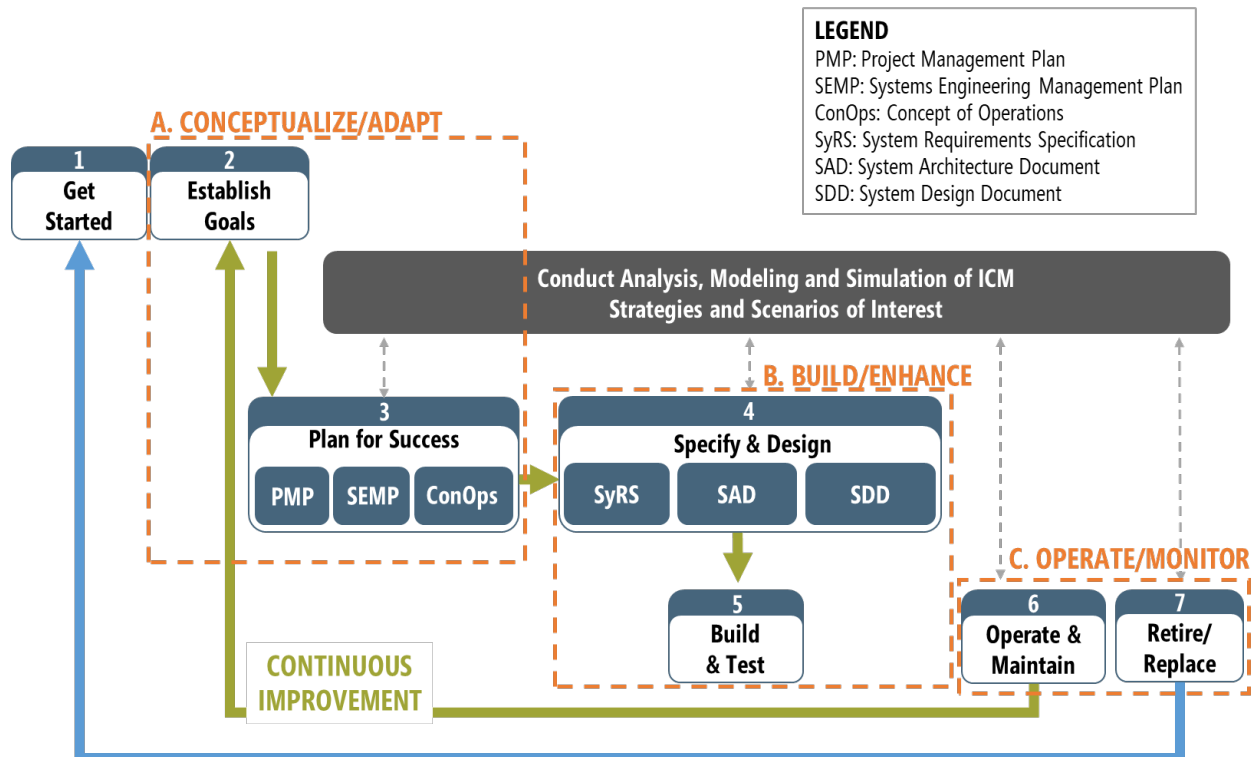 LEGEND
PMP: Project Management Plan
SEMP: Systems Engineering Management Plan
ConOps: Concept of Operations
SyRS: System Requirements Specification
SAD: System Architecture Document
SDD: System Design Document
A. CONCEPTUALIZE/ADAPT
1
Get
Started
2
Establish
Goals
Conduct Analysis, Modeling and Simulation of ICM
Strategies and Scenarios of Interest
B. BUILD/ENHANCE
3
Plan for Success
PMP
SEMP
ConOps
4
Specify & Design
SyRS
SAD
SDD
5
Build
& Test
C. OPERATE/MONITOR
6
Operate &
Maintain
7
Retire/
Replace
CONTINUOUS
IMPROVEMENT